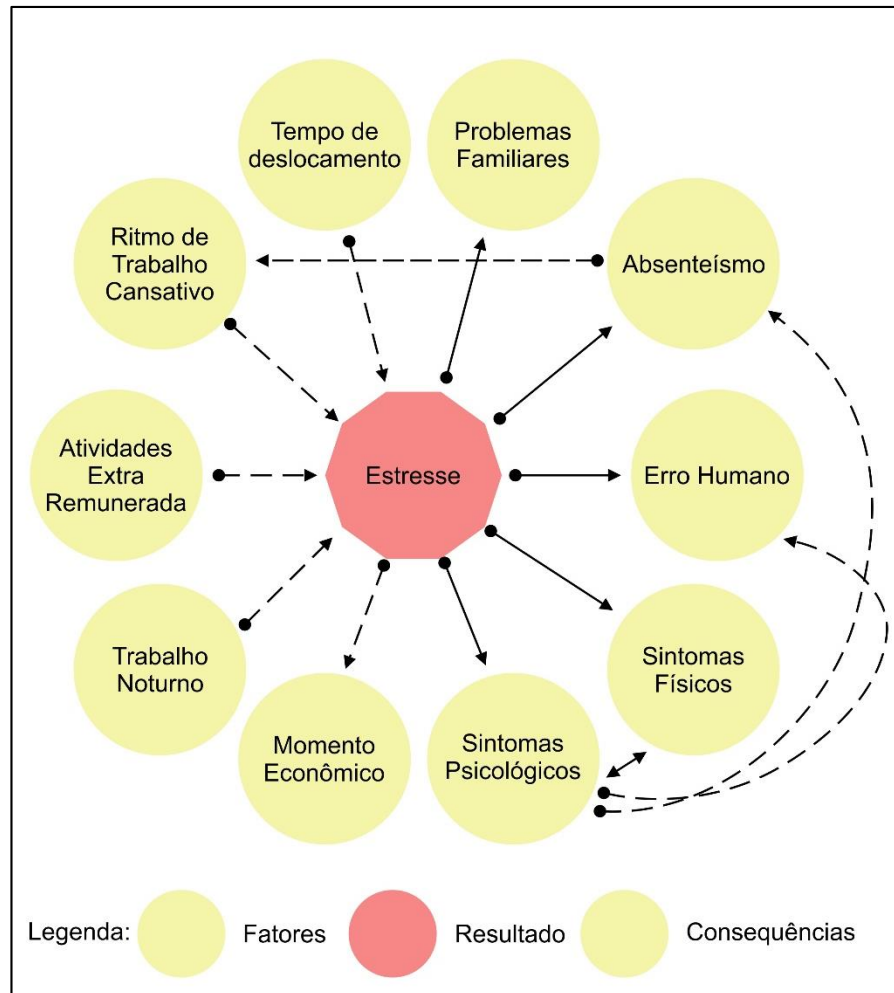 Tempo de
deslocamento
Problemas
Familiares
Ritmo de
Trabalho
Cansativo
Absenteísmo
Atividades
Extra
Remunerada
Estresse
Erro Humano
Trabalho
Noturno
Sintomas
Físicos
Momento
Econômico
Sintomas
Psicológicos
Legenda:
Fatores
Resultado
Consequências